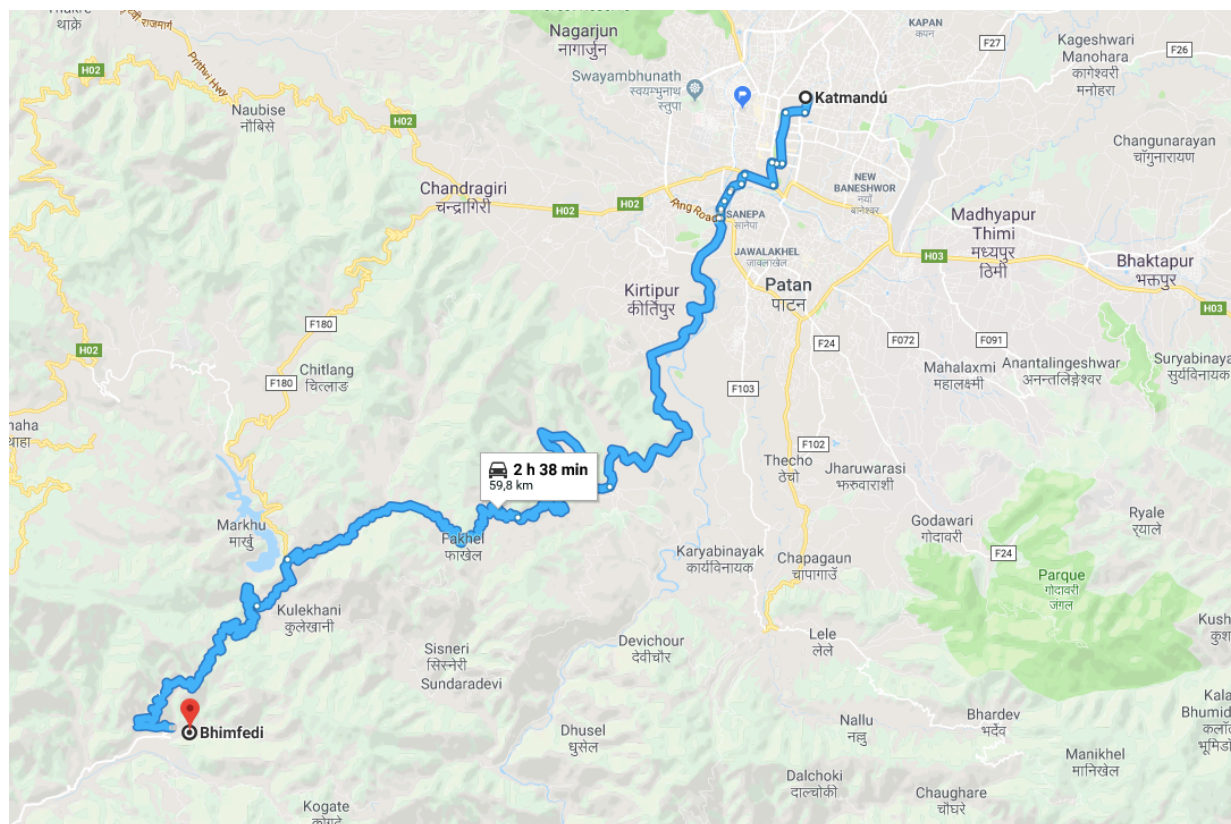 थाक्रे
KAPAN
कपन
F27
Kageshwari
Manohara
कागेश्वरी
मनोहरा
F26
Nagarjun
नागार्जुन
H02
Prithvi Hwy
Swayambhunath
स्वयम्भुनाथ
स्तुपा
Katmandú
Naubise
नौबिसे
H02
Changunarayan
चाँगुनारायण
Chandragiri
चन्द्रागिरी
H02
H02
Ring Road
SANEPA
सानेपा
NEW
BANESHWOR
नयाँ
बानेश्वर
JAWALAKHEL
जावलाखेल
Madhyapur
Thimi
मध्यपुर
ठिमी
H03
Bhaktapur
भक्तपुर
H03
Kirtipur
कीर्तिपुर
Patan
पाटन
F180
H02
F24
F072
F091
Chitlang
चित्लाङ
F180
Mahalaxmi
महालक्ष्मी
Anantalingeshwar
अनन्तलिङ्गेश्वर
Suryabinaya
सुर्यविनायक
F103
F102
Thecho
ठेचो
Jharuwarasi
झरुवाराशी
2 h 38 min
59,8 km
Markhu
मार्खु
Pakhel
फाखेल
Godawari
गोदावरी
Ryale
र्‍याले
F24
Karyabinayak
कार्यविनायक
Chapagaun
चापागाउँ
Parque
गोदावरी
जंगल
Kulekhani
कुलेखानी
Sisneri
सिस्नेरी
Sundaradevi
Devichour
देवीचौर
Lele
लेले
Bhimfedi
Dhusel
धुसेल
Nallu
नल्लु
Bhardev
भर्देव
Manikhel
मानिखेल
Dalchoki
दाल्चोकी
Chaughare
चौघरे
Kogate